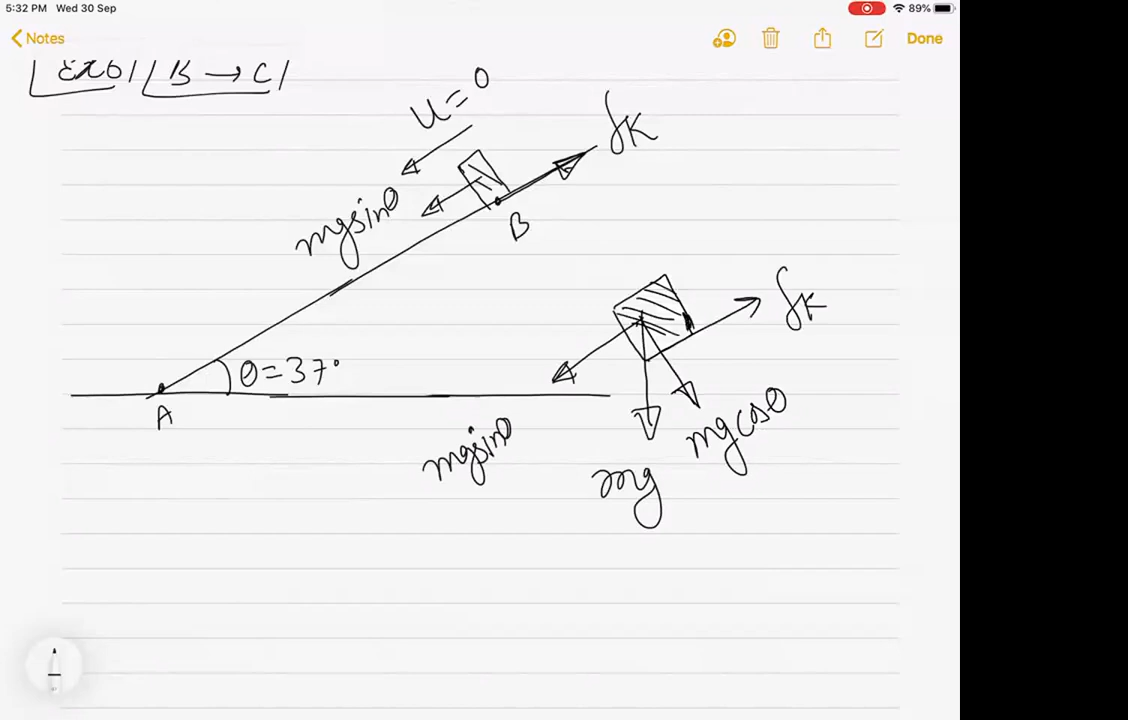 5:32 PM Wed 30 Sep
89%
Notes
Done
B → C
u = 0
fk
mg sinθ
B
fk
θ = 37°
A
mg cosθ
mg sinθ
mg